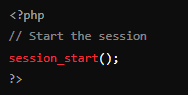 <?php
// Start the session
session_start();
?>